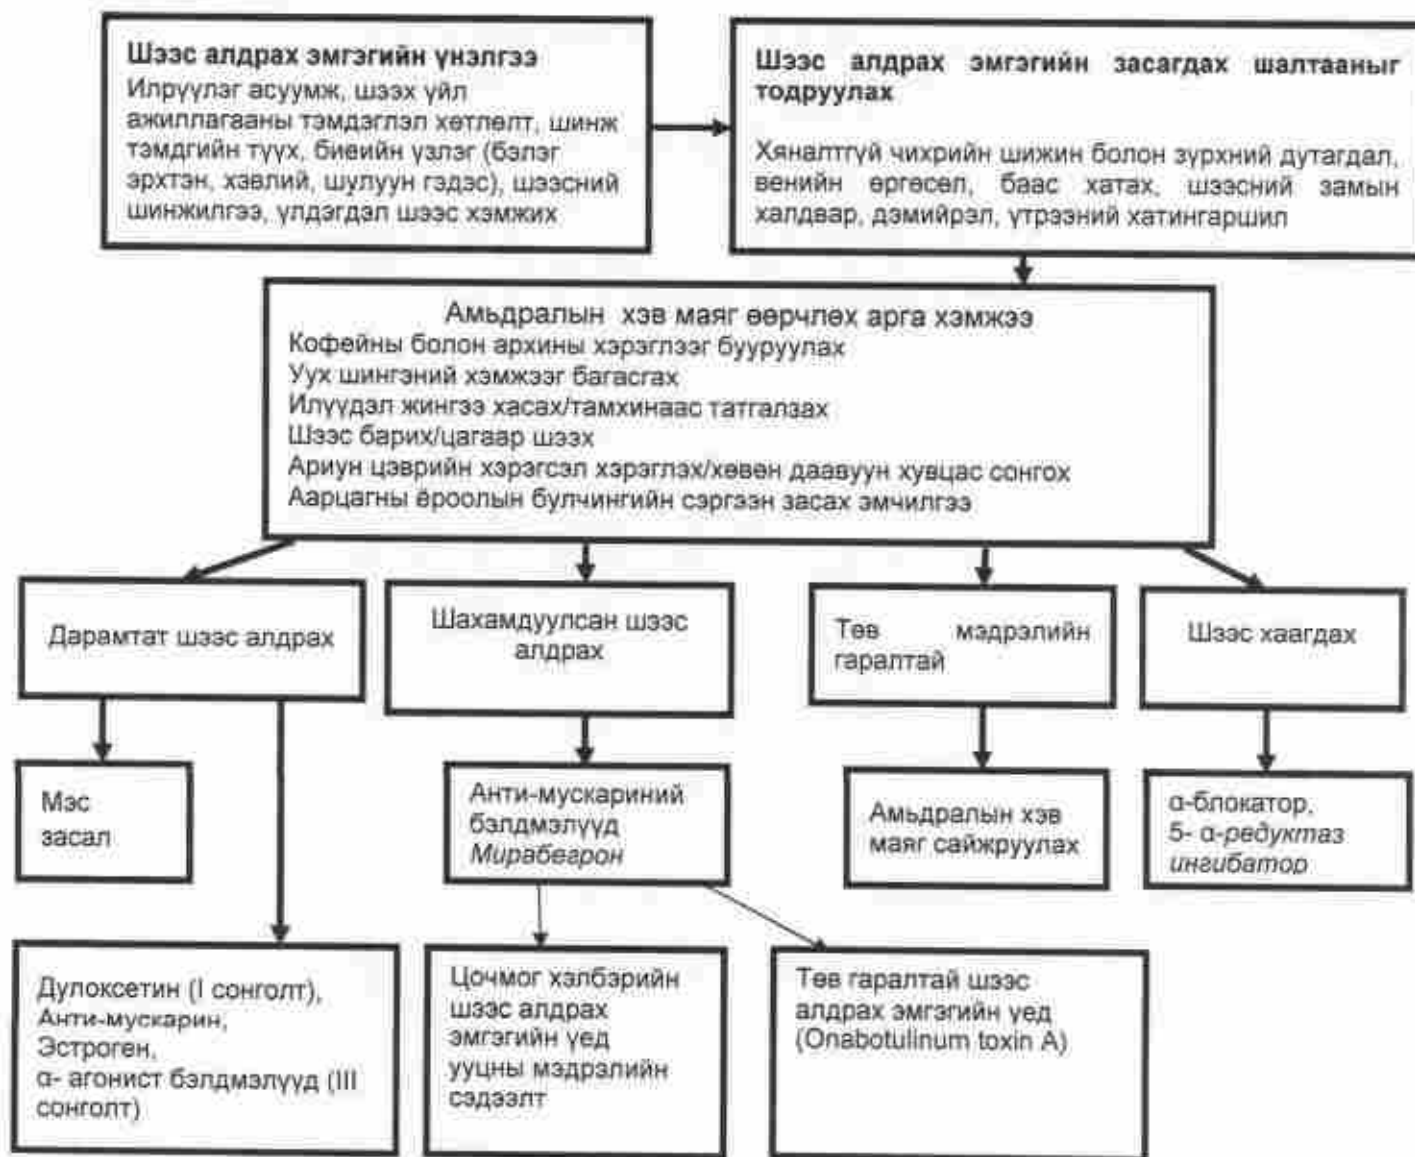 Шээс алдрах эмгэгийн үнэлгээ
Илрүүлэг асуумж, шээх үйл
ажиллагааны тэмдэглэл хөтлөлт, шинж
тэмдгийн түүх, биеийн үзлэг (бэлэг
эрхтэн, хэвлий, шулуун гэдэс), шээсний
шинжилгээ, үлдэгдэл шээс хэмжих
Шээс алдрах эмгэгийн засагдах шалтааныг
тодруулах
Хяналтгүй чихрийн шижин болон зүрхний дутагдал,
венийн өргөсөл, баас хатах, шээсний замын
халдвар, дэмийрэл, үтрээний хатингаршил
Амьдралын хэв маяг өөрчлөх арга хэмжээ
Кофейны болон архины хэрэглээг бууруулах
Уух шингэний хэмжээг багасгах
Илүүдэл жингээ хасах/тамхинаас татгалзах
Шээс барих/цагаар шээх
Ариун цэврийн хэрэгсэл хэрэглэх/хөвөн даавуун хувцас сонгох
Аарцагны ёроолын булчингийн сэргээн засах эмчилгээ
Дарамтат шээс алдрах
Шахамдуулсан шээс
алдрах
Төв мэдрэлийн
гаралтай
Шээс хаагдах
Мэс
засал
Анти-мускариний
бэлдмэлүүд
Мирабегрон
Амьдралын хэв
маяг сайжруулах
α-блокатор,
5- α-редуктаз
ингибатор
Дулоксетин (I сонголт),
Анти-мускарин,
Эстроген,
α- агонист бэлдмэлүүд (III
сонголт)
Цочмог хэлбэрийн
шээс алдрах
эмгэгийн үед
ууцны мэдрэлийн
сэдээлт
Төв гаралтай шээс
алдрах эмгэгийн үед
(Onabotulinum toxin A)